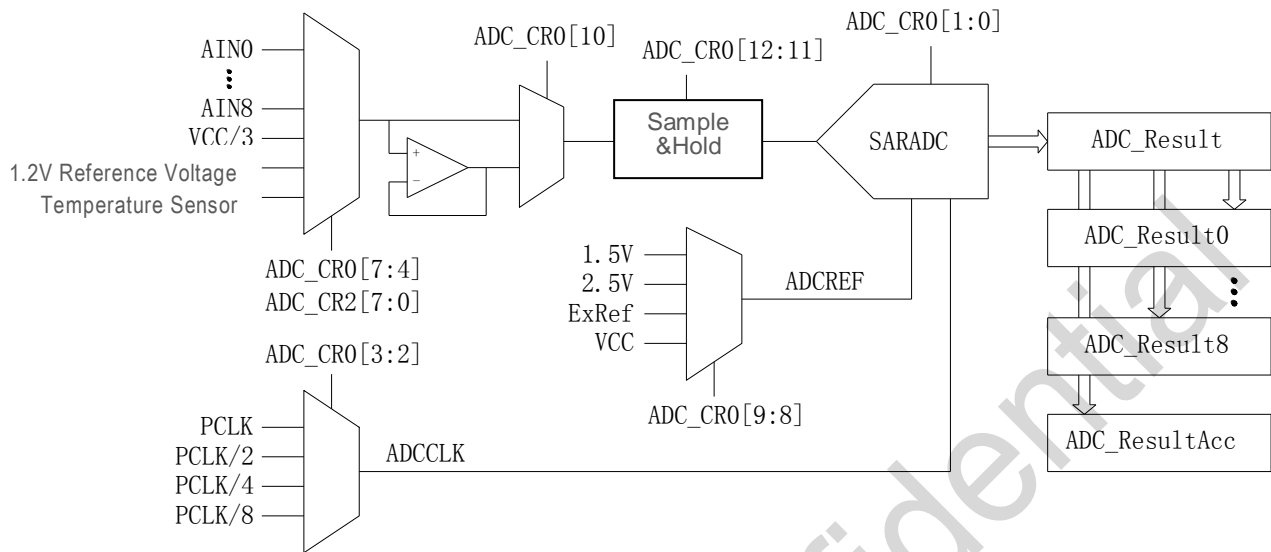 AIN0
AIN8
VCC/3
1.2V Reference Voltage
Temperature Sensor
ADC_CR0[7:4]
ADC_CR2[7:0]
ADC_CR0[10]
ADC_CR0[12:11]
Sample
&Hold
ADC_CR0[1:0]
SARADC
ADC_Result
ADC_Result0
ADC_Result8
ADC_ResultAcc
1.5V
2.5V
ExRef
VCC
ADCREF
ADC_CR0[9:8]
ADC_CR0[3:2]
PCLK
PCLK/2
PCLK/4
PCLK/8
ADCCLK
fidential